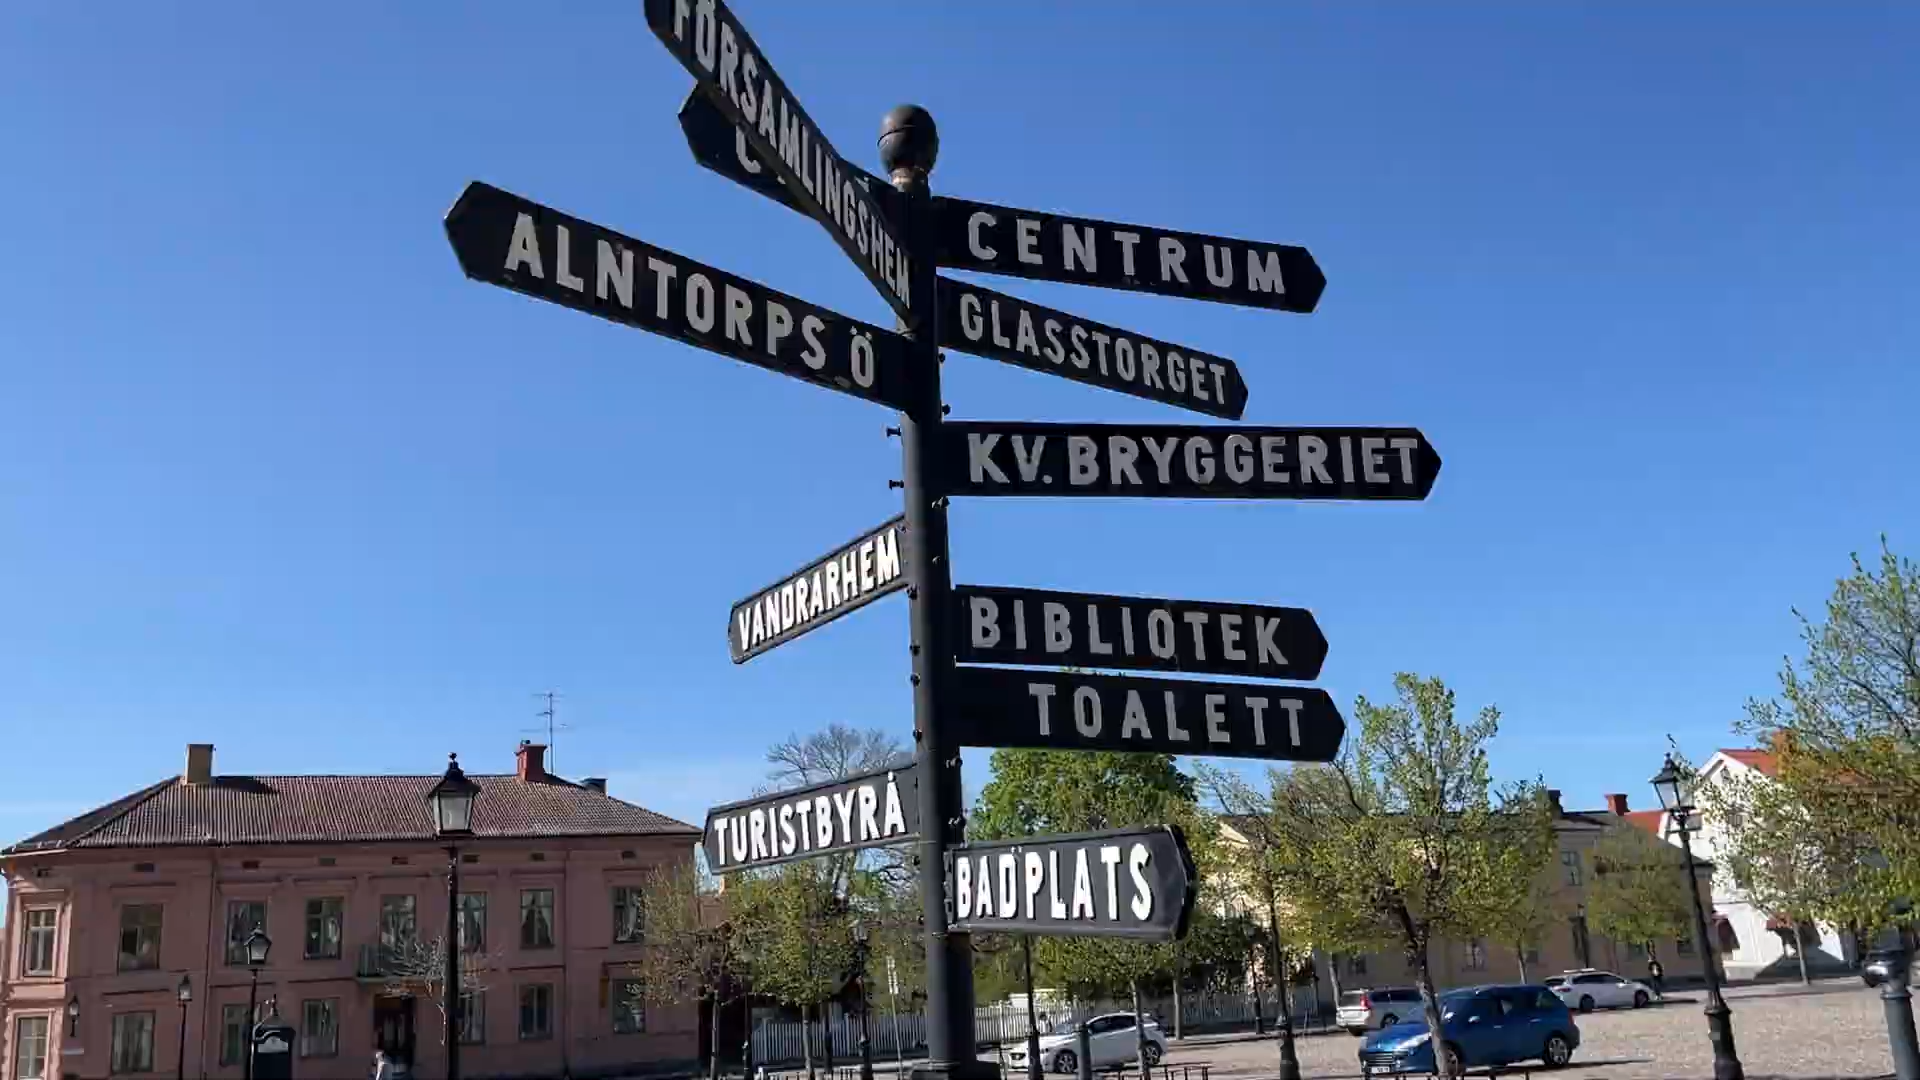 FÖRSAMLINGSHEM
CENTRUM
ALNTORPS Ö
GLASSTORGET
KV. BRYGGERIET
VANDRARHEM
BIBLIOTEK
TOALETT
TURISTBYRÅ
BADPLATS